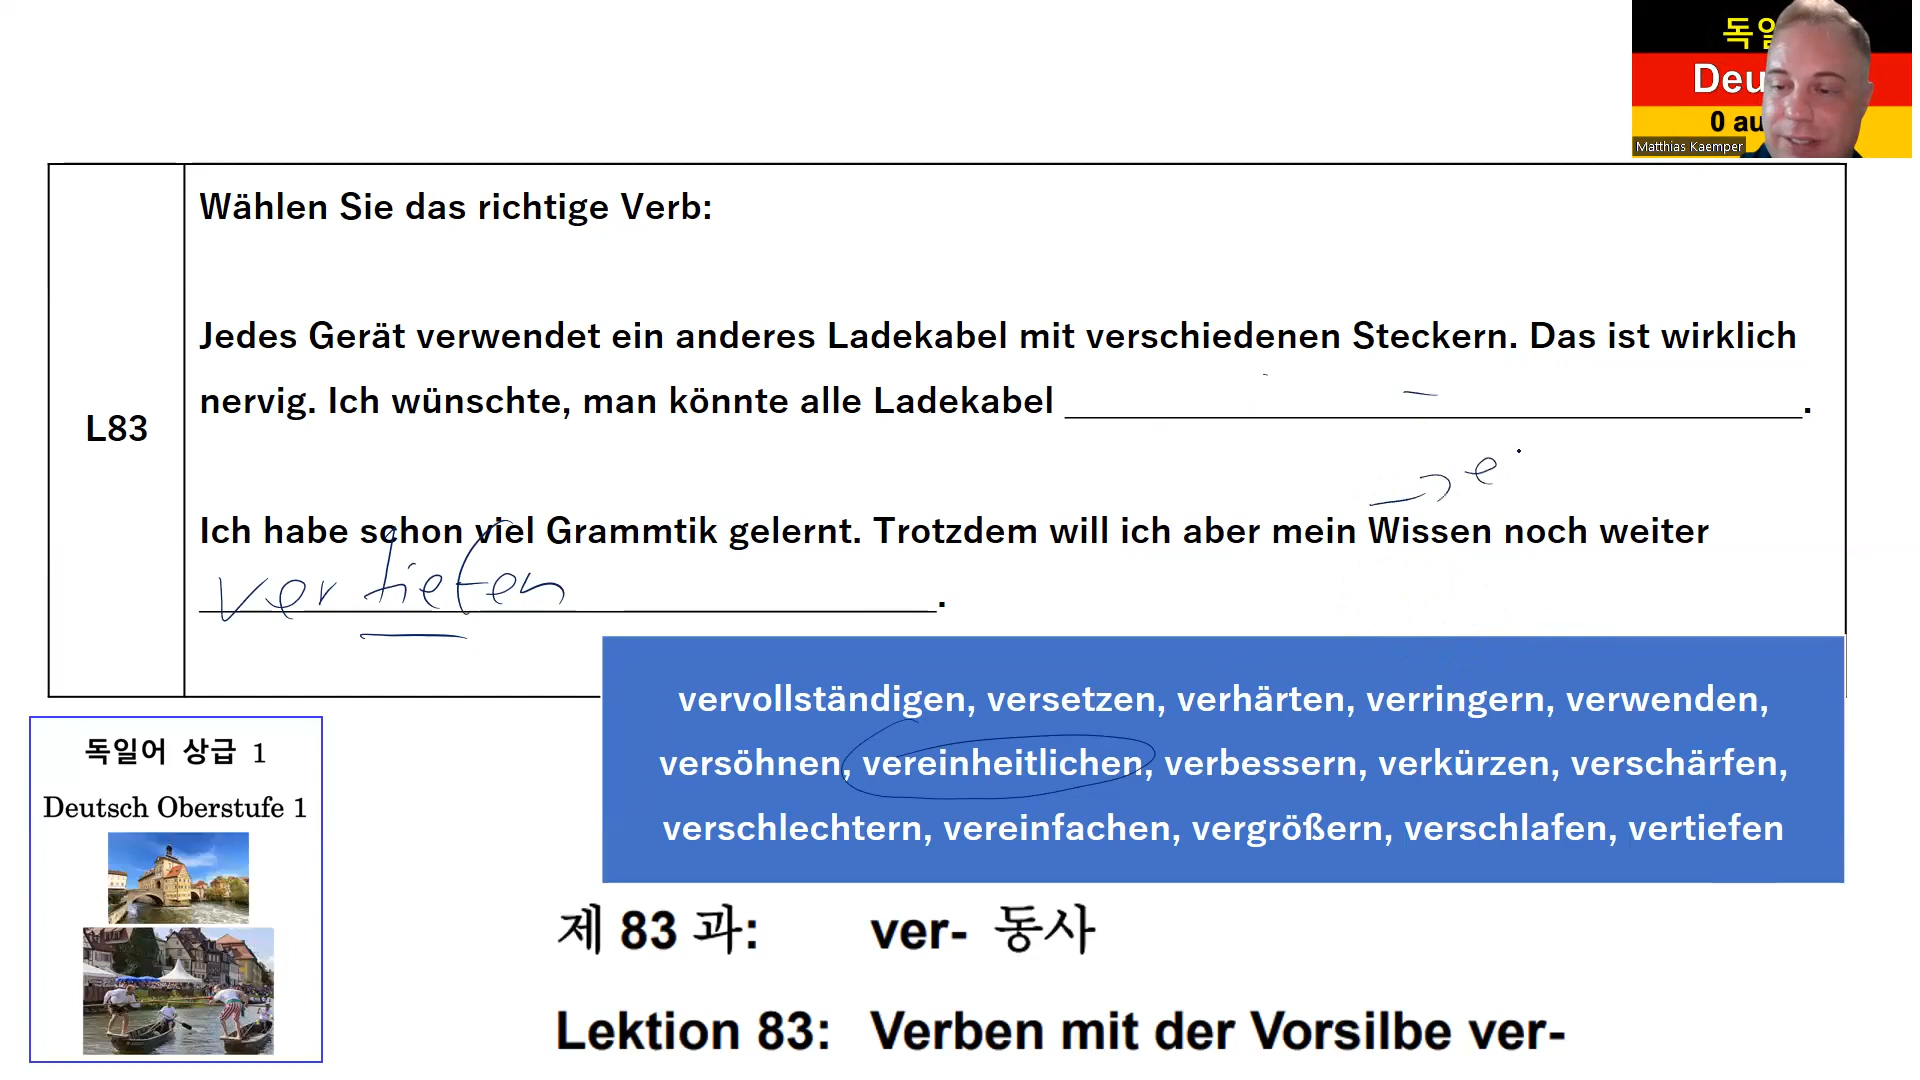 독일
Deu
0 au
Matthias Kaemper
L83
Wählen Sie das richtige Verb:
Jedes Gerät verwendet ein anderes Ladekabel mit verschiedenen Steckern. Das ist wirklich
nervig. Ich wünschte, man könnte alle Ladekabel ______.
e
Ich habe schon viel Grammtik gelernt. Trotzdem will ich aber mein Wissen noch weiter
vertiefen.
vervollständigen, versetzen, verhärten, verringern, verwenden,
versöhnen, vereinheitlichen, verbessern, verkürzen, verschärfen,
verschlechtern, vereinfachen, vergrößern, verschlafen, vertiefen
독일어 상급 1
Deutsch Oberstufe 1
제 83 과: ver- 동사
Lektion 83: Verben mit der Vorsilbe ver-